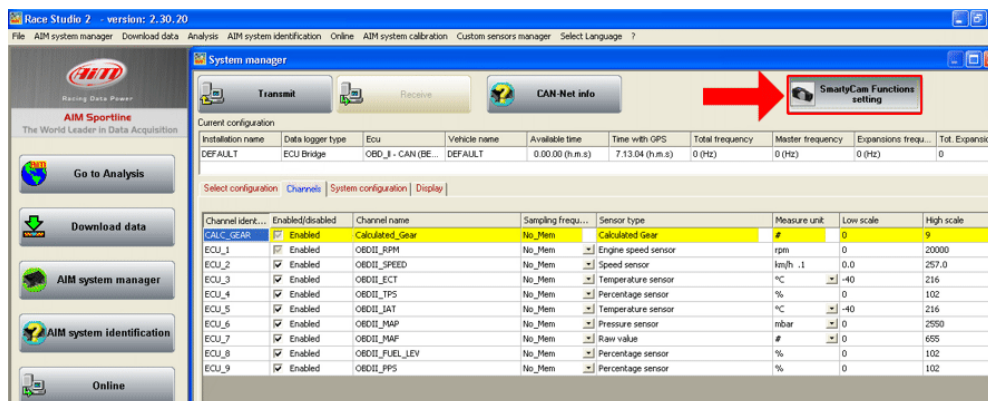 Race Studio 2 - version: 2.30.20
File AIM system manager Download data Analysis AIM system identification Online AIM system calibration Custom sensors manager Select Language ?
AiM
Racing Data Power
AIM Sportline
The World Leader in Data Acquisition
Go to Analysis
Download data
AIM system manager
AIM system identification
Online
System manager
Transmit Receive CAN-Net info SmartyCam Functions
setting
Current configuration
Installation name Data logger type Ecu Vehicle name Available time Time with GPS Total frequency Master frequency Expansions frequ... Tot. Expansio
DEFAULT ECU Bridge OBD_II - CAN (BE... DEFAULT 0.00.00 (h.m.s) 7.13.04 (h.m.s) 0 (Hz) 0 (Hz) 0 (Hz) 0
Select configuration Channels System configuration Display
Channel ident... Enabled/disabled Channel name Sampling frequ... Sensor type Measure unit Low scale High scale
CALC_GEAR Enabled Calculated_Gear No_Mem Calculated Gear # 0 9
ECU_1 Enabled OBDII_RPM No_Mem Engine speed sensor rpm 0 20000
ECU_2 Enabled OBDII_SPEED No_Mem Speed sensor km/h .1 0.0 257.0
ECU_3 Enabled OBDII_ECT No_Mem Temperature sensor °C -40 216
ECU_4 Enabled OBDII_TPS No_Mem Percentage sensor % 0 102
ECU_5 Enabled OBDII_IAT No_Mem Temperature sensor °C -40 216
ECU_6 Enabled OBDII_MAP No_Mem Pressure sensor mbar 0 2550
ECU_7 Enabled OBDII_MAF No_Mem Raw value # 0 655
ECU_8 Enabled OBDII_FUEL_LEV No_Mem Percentage sensor % 0 102
ECU_9 Enabled OBDII_PPS No_Mem Percentage sensor % 0 102